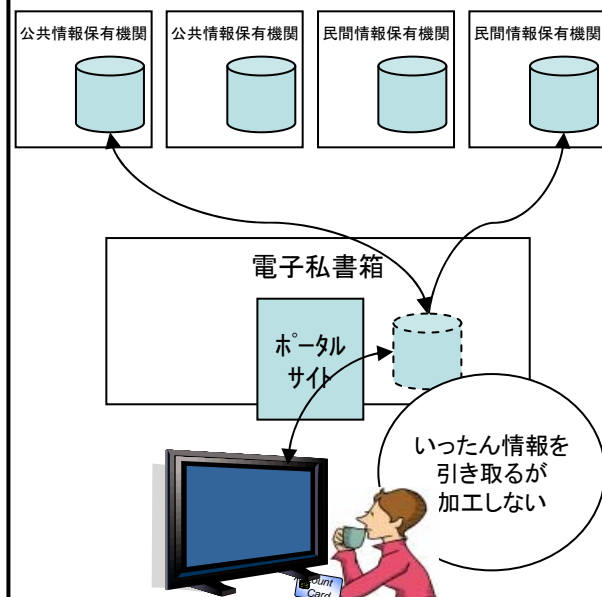 公共情報保有機関
公共情報保有機関
民間情報保有機関
民間情報保有機関
電子私書箱
ポータル
サイト
いったん情報を
引き取るが
加工しない
Card